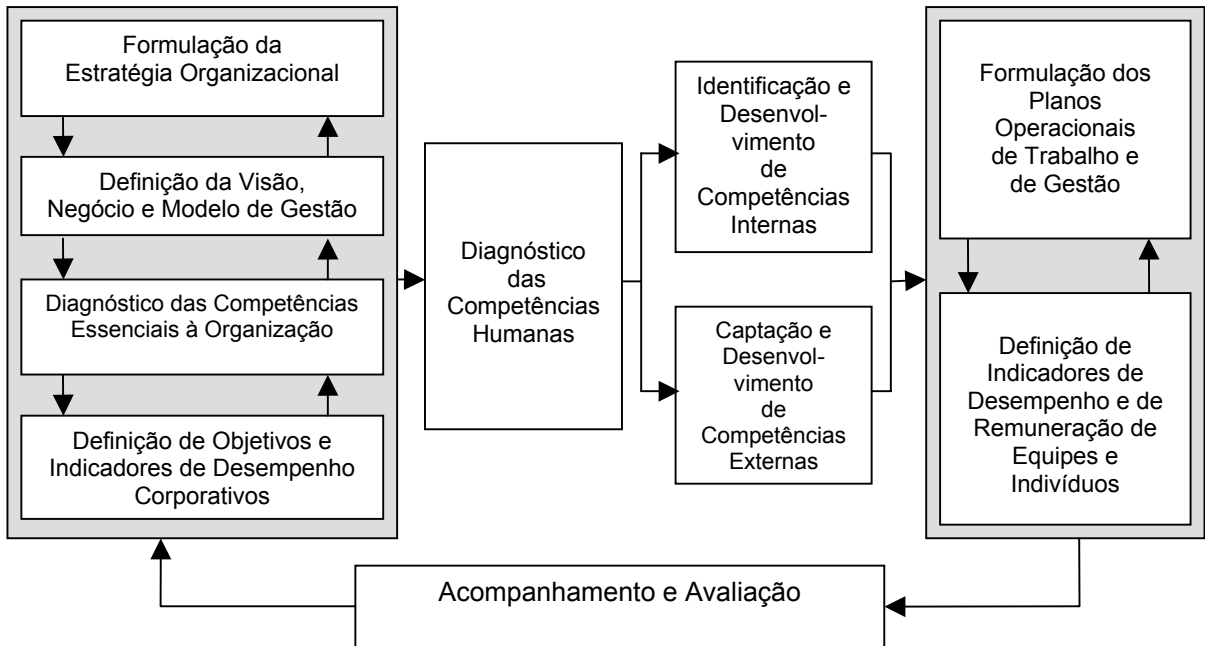 Formulação da
Estratégia Organizacional
Definição da Visão,
Negócio e Modelo de Gestão
Diagnóstico das Competências
Essenciais à Organização
Definição de Objetivos e
Indicadores de Desempenho
Corporativos
Diagnóstico
das
Competências
Humanas
Identificação e
Desenvol-
vimento
de
Competências
Internas
Captação e
Desenvol-
vimento
de
Competências
Externas
Formulação dos
Planos
Operacionais
de Trabalho e
de Gestão
Definição de
Indicadores de
Desempenho e de
Remuneração de
Equipes e
Indivíduos
Acompanhamento e Avaliação